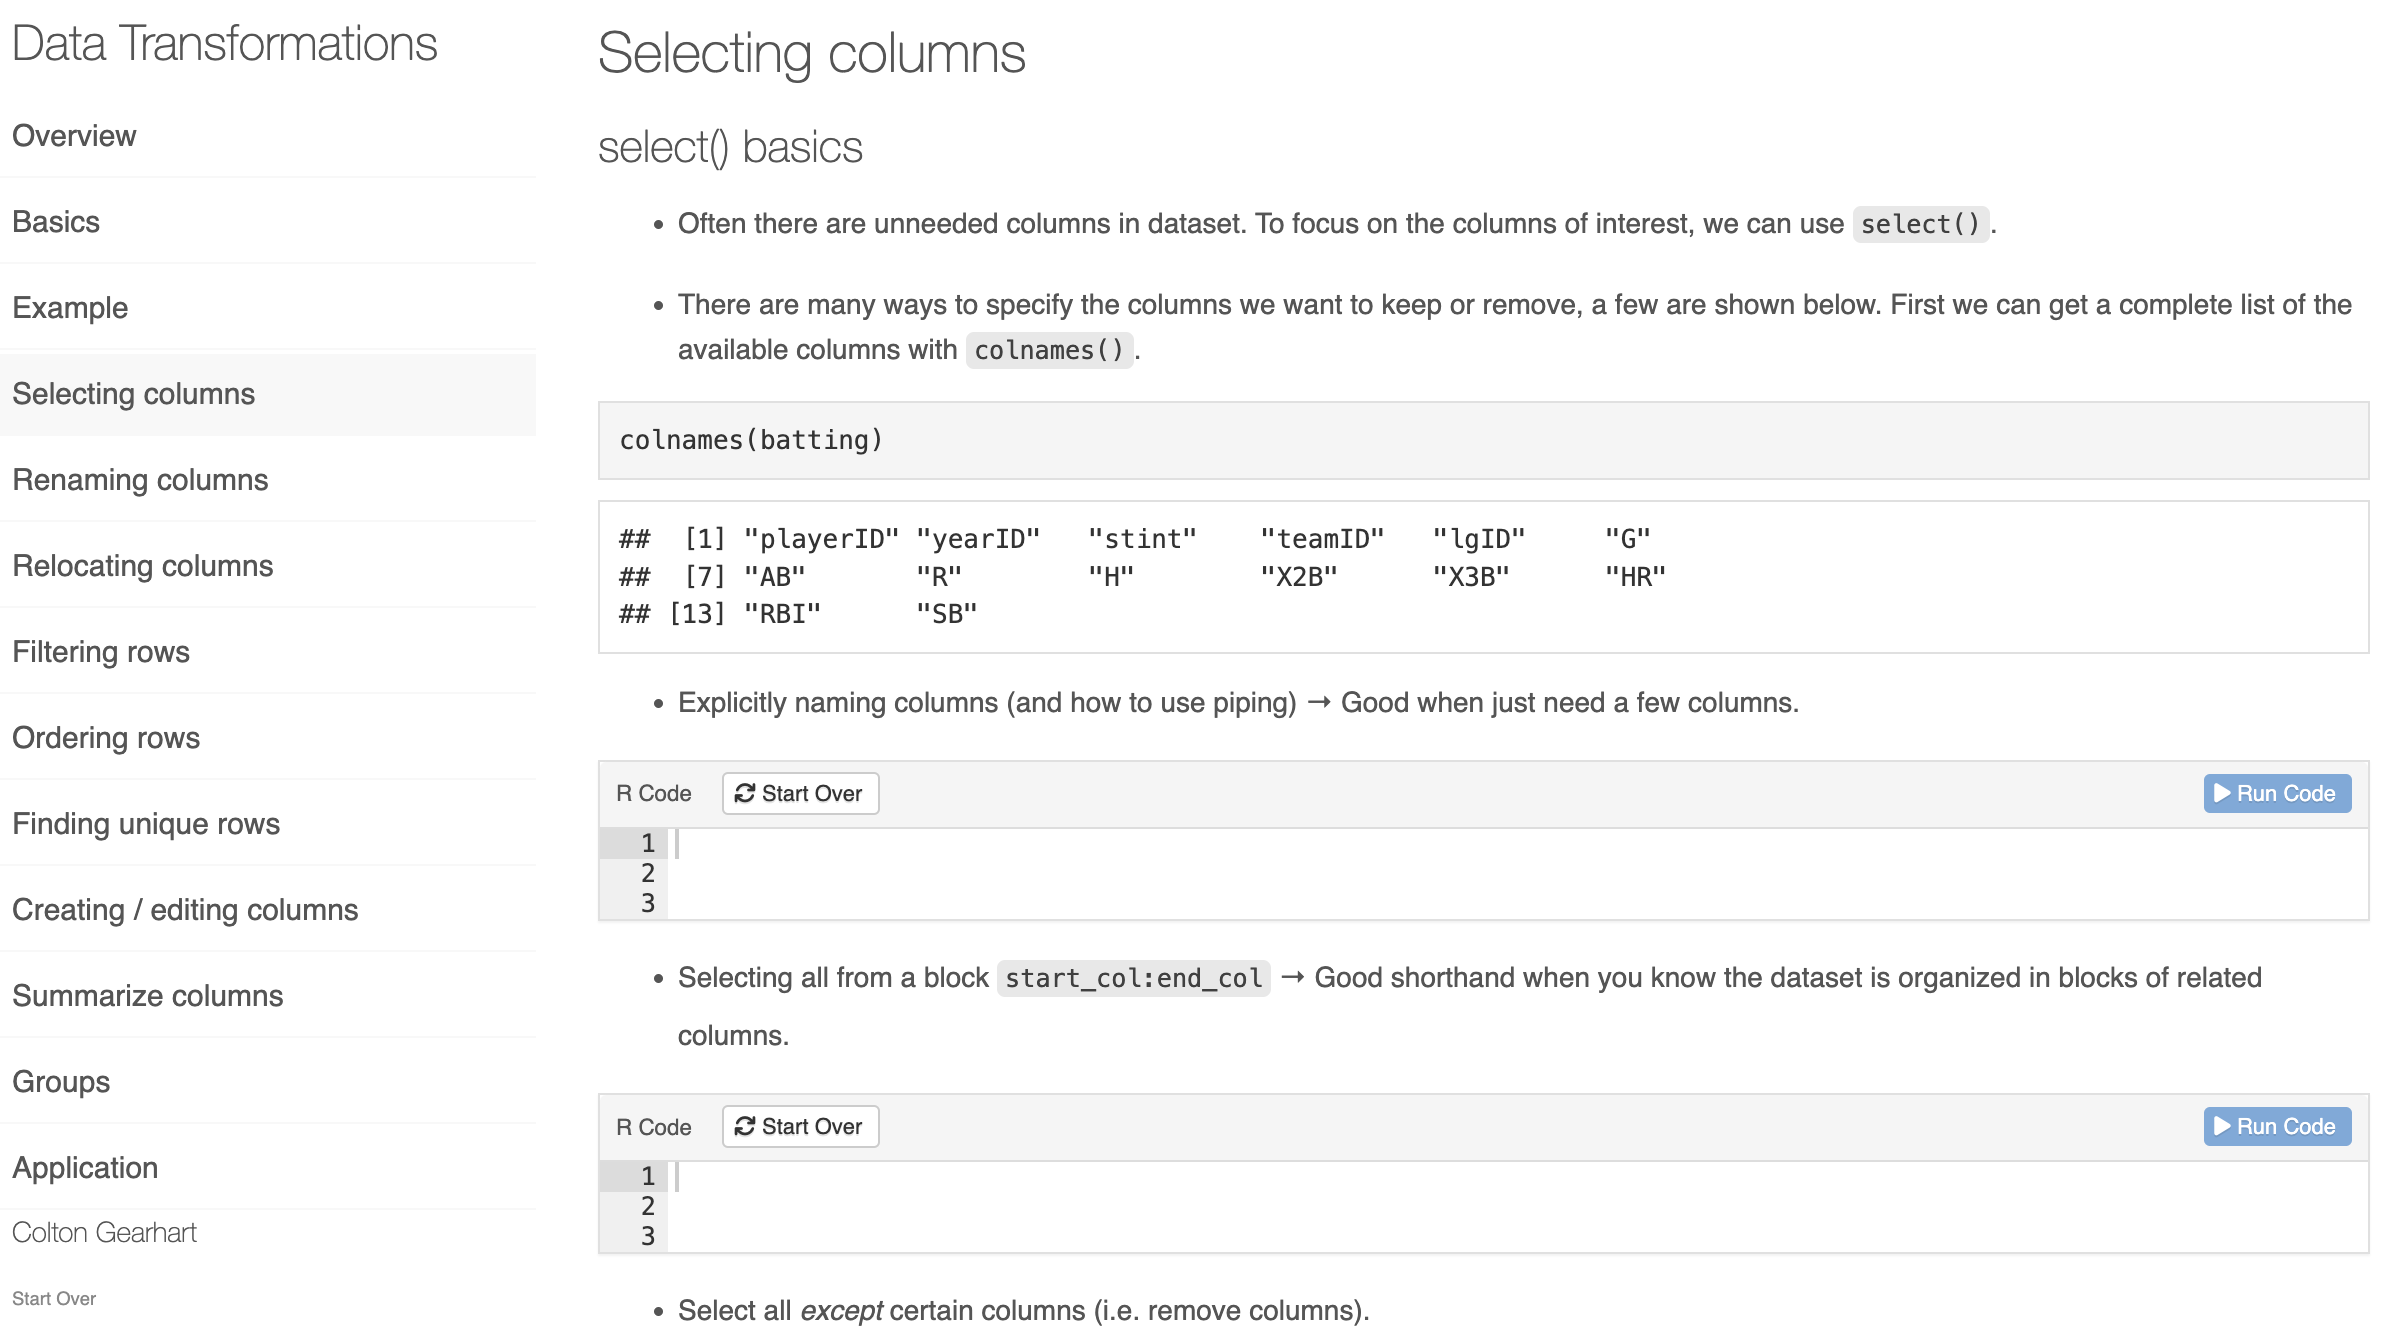 Data Transformations
Overview
Basics
Example
Selecting columns
Renaming columns
Relocating columns
Filtering rows
Ordering rows
Finding unique rows
Creating / editing columns
Summarize columns
Groups
Application
Colton Gearhart
Start Over
Selecting columns
select() basics
• Often there are unneeded columns in dataset. To focus on the columns of interest, we can use select().
• There are many ways to specify the columns we want to keep or remove, a few are shown below. First we can get a complete list of the
available columns with colnames().
colnames(batting)
##  [1] "playerID" "yearID"   "stint"    "teamID"   "lgID"     "G"
##  [7] "AB"       "R"        "H"        "X2B"      "X3B"      "HR"
## [13] "RBI"      "SB"
• Explicitly naming columns (and how to use piping) → Good when just need a few columns.
R Code Start Over Run Code
1
2
3
• Selecting all from a block start_col:end_col → Good shorthand when you know the dataset is organized in blocks of related
columns.
R Code Start Over Run Code
1
2
3
• Select all except certain columns (i.e. remove columns).